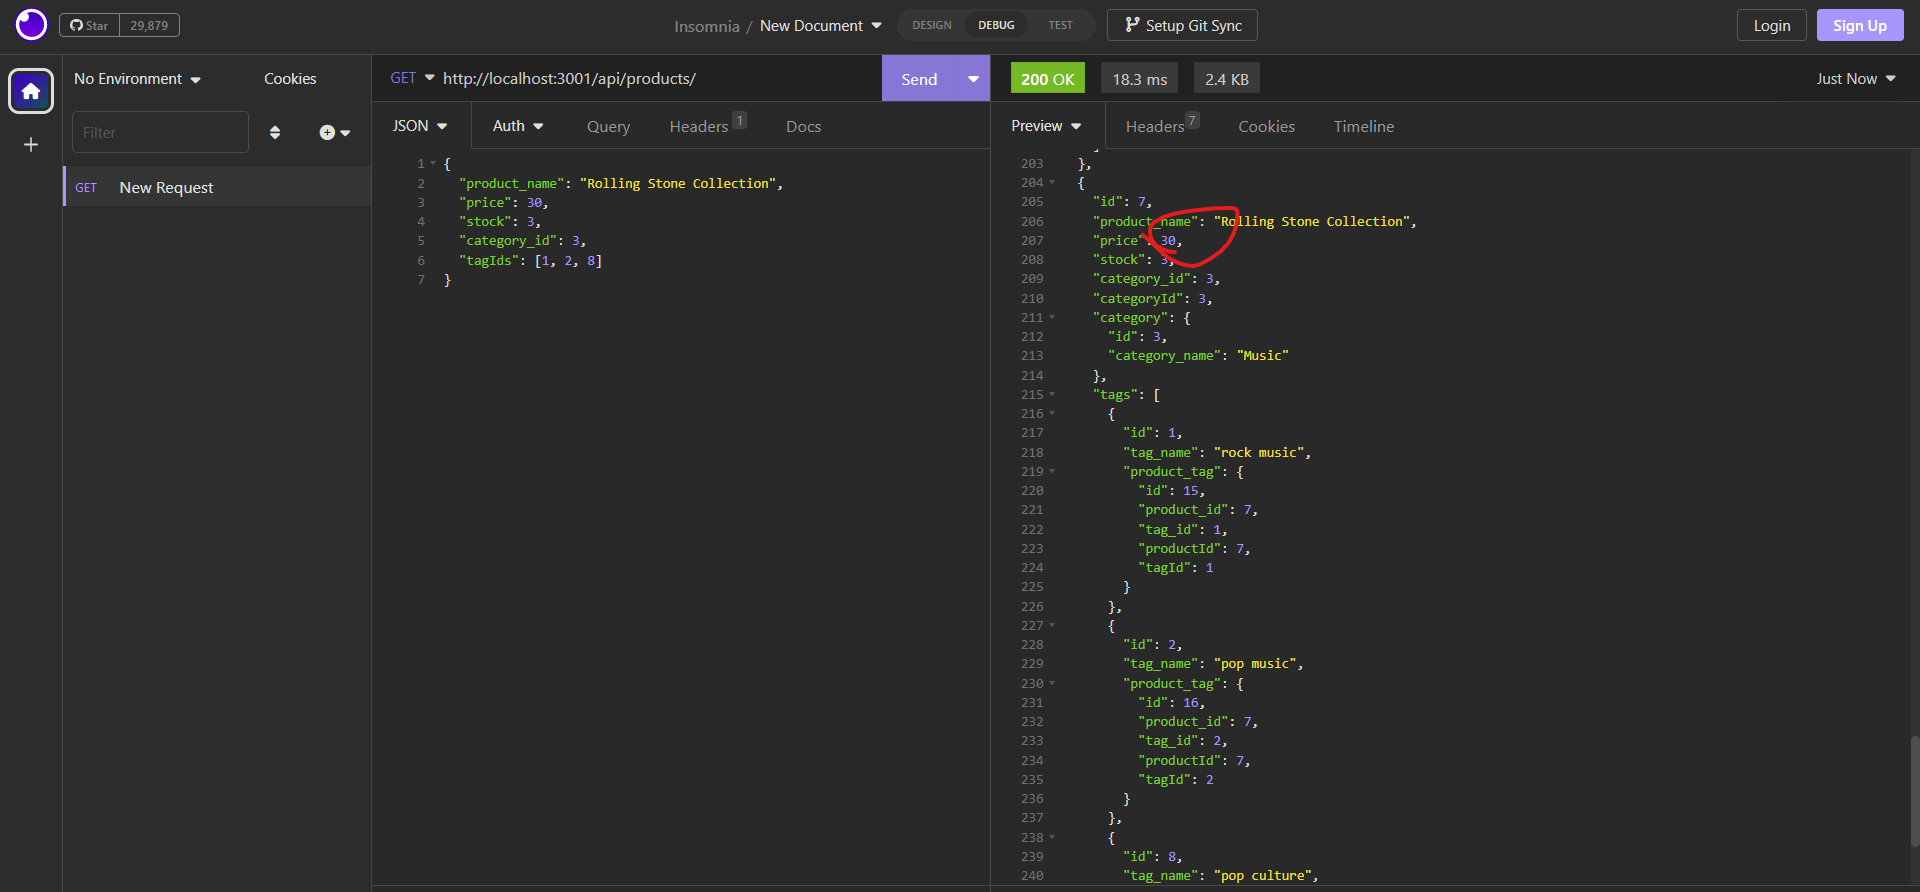 Star 29,879
Insomnia / New Document
DESIGN DEBUG TEST
Setup Git Sync
Login
Sign Up
No Environment
Cookies
Filter
GET New Request
GET http://localhost:3001/api/products/
Send
JSON Auth Query Headers 1 Docs
1 {
2 "product_name": "Rolling Stone Collection",
3 "price": 30,
4 "stock": 3,
5 "category_id": 3,
6 "tagIds": [1, 2, 8]
7 }
200 OK 18.3 ms 2.4 KB
Just Now
Preview Headers 7 Cookies Timeline
203 },
204 {
205 "id": 7,
206 "product_name": "Rolling Stone Collection",
207 "price": 30,
208 "stock": 3,
209 "category_id": 3,
210 "categoryId": 3,
211 "category": {
212 "id": 3,
213 "category_name": "Music"
214 },
215 "tags": [
216 {
217 "id": 1,
218 "tag_name": "rock music",
219 "product_tag": {
220 "id": 15,
221 "product_id": 7,
222 "tag_id": 1,
223 "productId": 7,
224 "tagId": 1
225 }
226 },
227 {
228 "id": 2,
229 "tag_name": "pop music",
230 "product_tag": {
231 "id": 16,
232 "product_id": 7,
233 "tag_id": 2,
234 "productId": 7,
235 "tagId": 2
236 }
237 },
238 {
239 "id": 8,
240 "tag_name": "pop culture",